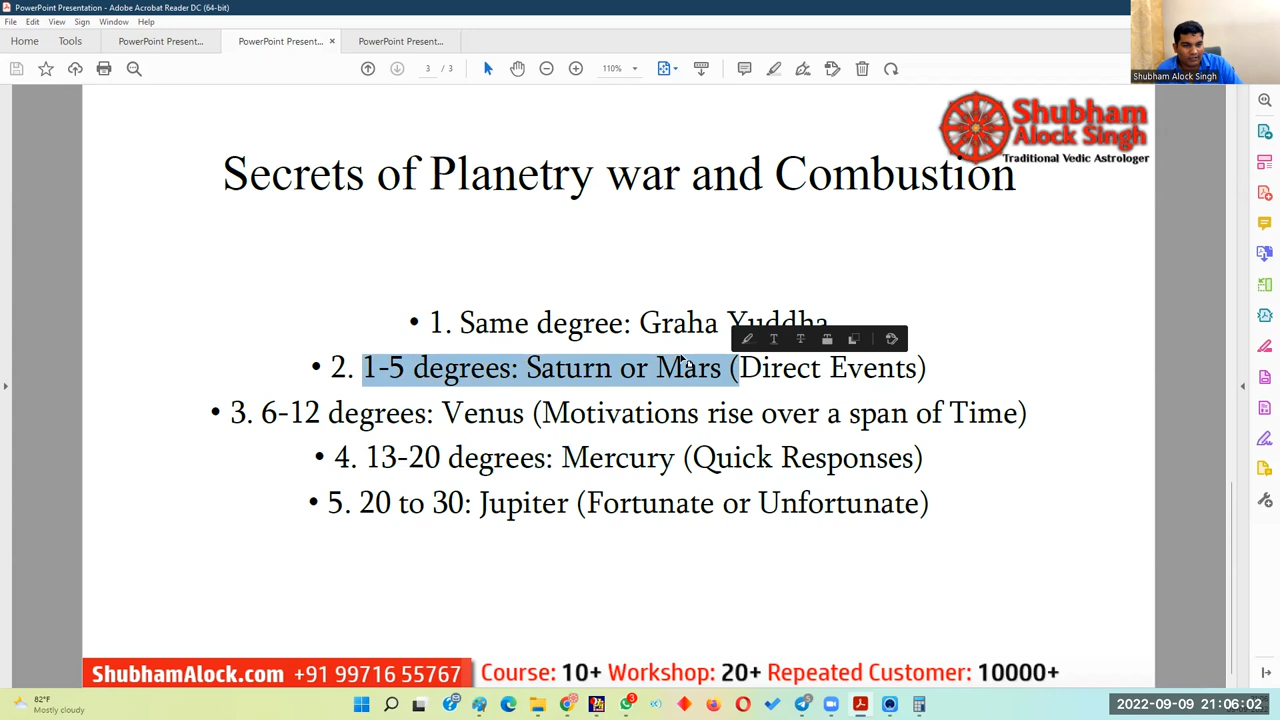 PowerPoint Presentation - Adobe Acrobat Reader DC (64-bit)
File Edit View Sign Window Help
Home Tools PowerPoint Present... PowerPoint Present... × PowerPoint Present...
3 / 3 110%
Shubham Alock Singh
Shubham
Alock Singh
Traditional Vedic Astrologer
Secrets of Planetry war and Combustion
• 1. Same degree: Graha Yuddha
• 2. 1-5 degrees: Saturn or Mars (Direct Events)
• 3. 6-12 degrees: Venus (Motivations rise over a span of Time)
• 4. 13-20 degrees: Mercury (Quick Responses)
• 5. 20 to 30: Jupiter (Fortunate or Unfortunate)
ShubhamAlock.com +91 99716 55767 Course: 10+ Workshop: 20+ Repeated Customer: 10000+
82°F
Mostly cloudy
2022-09-09 21:06:02